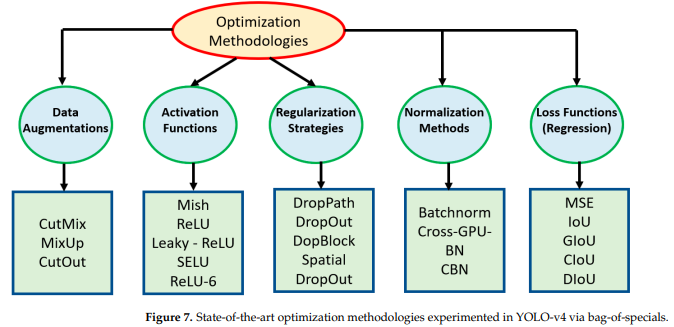 Optimization
Methodologies
Data
Augmentations
Activation
Functions
Regularization
Strategies
Normalization
Methods
Loss Functions
(Regression)
CutMix
MixUp
CutOut
Mish
ReLU
Leaky - ReLU
SELU
ReLU-6
DropPath
DropOut
DopBlock
Spatial
DropOut
Batchnorm
Cross-GPU-
BN
CBN
MSE
IoU
GIoU
CIoU
DIoU
Figure 7. State-of-the-art optimization methodologies experimented in YOLO-v4 via bag-of-specials.